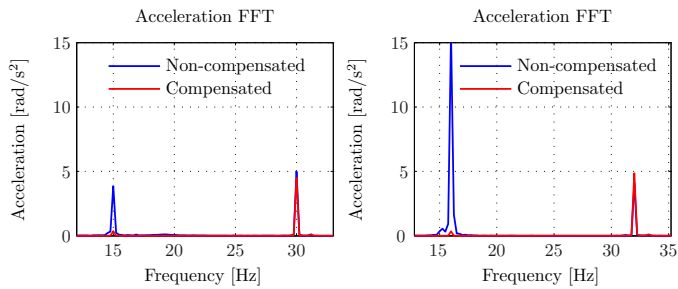 Acceleration FFT
Acceleration [rad/s²]
15
10
5
0
Non-compensated
Compensated
15 20 25 30
Frequency [Hz]
Acceleration FFT
Acceleration [rad/s²]
15
10
5
0
Non-compensated
Compensated
15 20 25 30 35
Frequency [Hz]